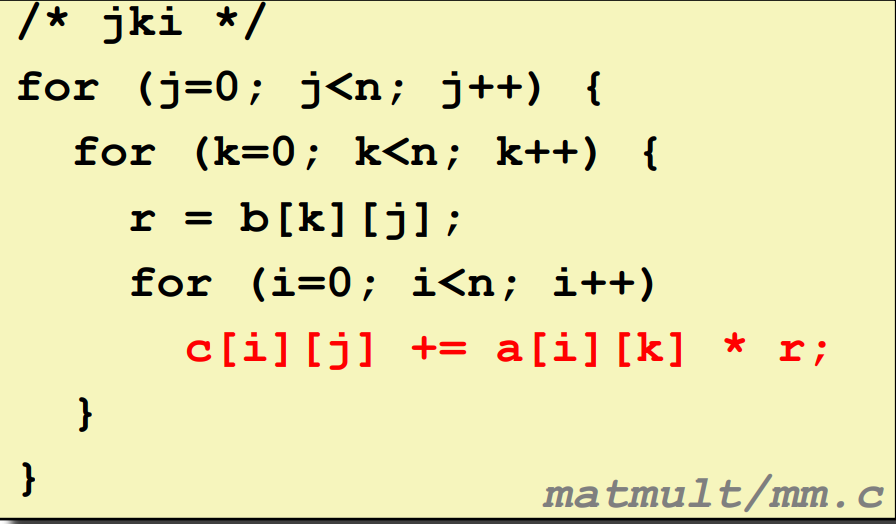 /* jki */
for (j=0; j<n; j++) {
  for (k=0; k<n; k++) {
    r = b[k][j];
    for (i=0; i<n; i++)
      c[i][j] += a[i][k] * r;
  }
}
matmult/mm.c